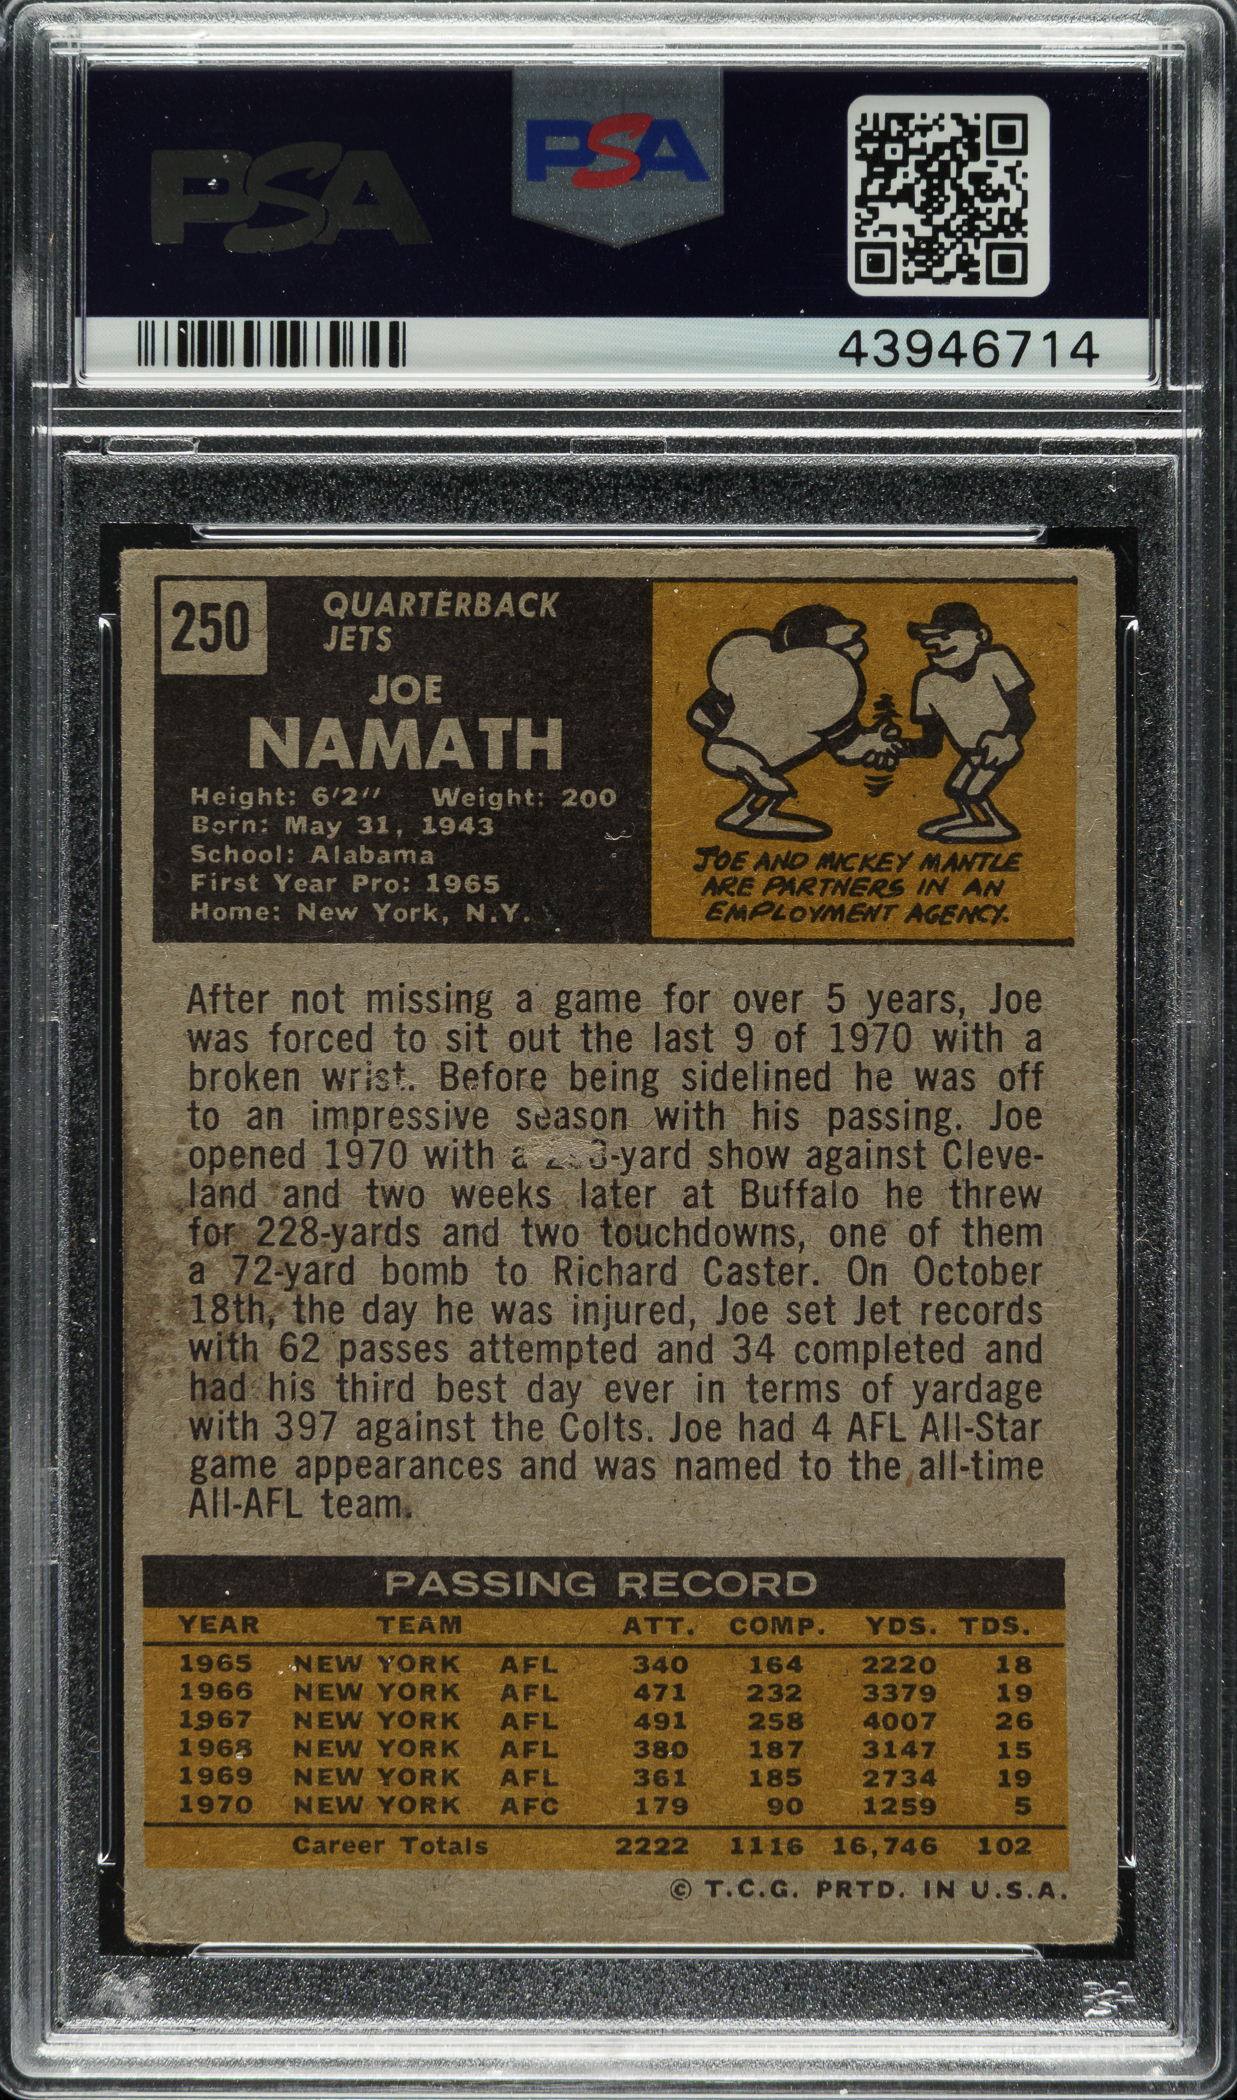 PSA
PSA
43946714
250
QUARTERBACK
JETS
JOE
NAMATH
Height: 6'2" Weight: 200
Born: May 31, 1943
School: Alabama
First Year Pro: 1965
Home: New York, N.Y.
JOE AND MICKEY MANTLE
ARE PARTNERS IN AN
EMPLOYMENT AGENCY.
After not missing a game for over 5 years, Joe
was forced to sit out the last 9 of 1970 with a
broken wrist. Before being sidelined he was off
to an impressive season with his passing. Joe
opened 1970 with a -yard show against Cleve-
land and two weeks later at Buffalo he threw
for 228-yards and two touchdowns, one of them
a 72-yard bomb to Richard Caster. On October
18th, the day he was injured, Joe set Jet records
with 62 passes attempted and 34 completed and
had his third best day ever in terms of yardage
with 397 against the Colts. Joe had 4 AFL All-Star
game appearances and was named to the all-time
All-AFL team.
PASSING RECORD
YEAR TEAM ATT. COMP. YDS. TDS.
1965 NEW YORK AFL 340 164 2220 18
1966 NEW YORK AFL 471 232 3379 19
1967 NEW YORK AFL 491 258 4007 26
1968 NEW YORK AFL 380 187 3147 15
1969 NEW YORK AFL 361 185 2734 19
1970 NEW YORK AFC 179 90 1259 5
Career Totals 2222 1116 16,746 102
© T.C.G. PRTD. IN U.S.A.
PSA